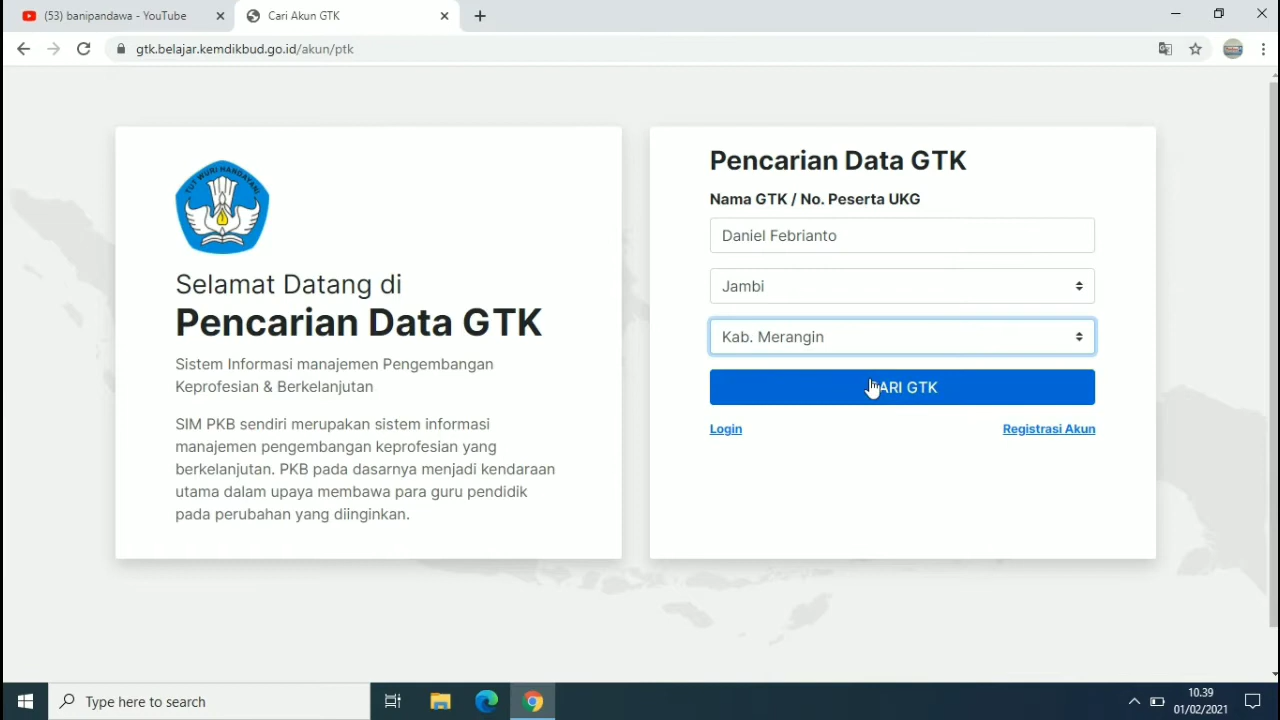 (53) banipandawa - YouTube
Cari Akun GTK
gtk.belajar.kemdikbud.go.id/akun/ptk
TUT WURI HANDAYANI
Selamat Datang di
Pencarian Data GTK
Sistem Informasi manajemen Pengembangan
Keprofesian & Berkelanjutan
SIM PKB sendiri merupakan sistem informasi
manajemen pengembangan keprofesian yang
berkelanjutan. PKB pada dasarnya menjadi kendaraan
utama dalam upaya membawa para guru pendidik
pada perubahan yang diinginkan.
Pencarian Data GTK
Nama GTK / No. Peserta UKG
Daniel Febrianto
Jambi
Kab. Merangin
ARI GTK
Login
Registrasi Akun
Type here to search
10.39
01/02/2021